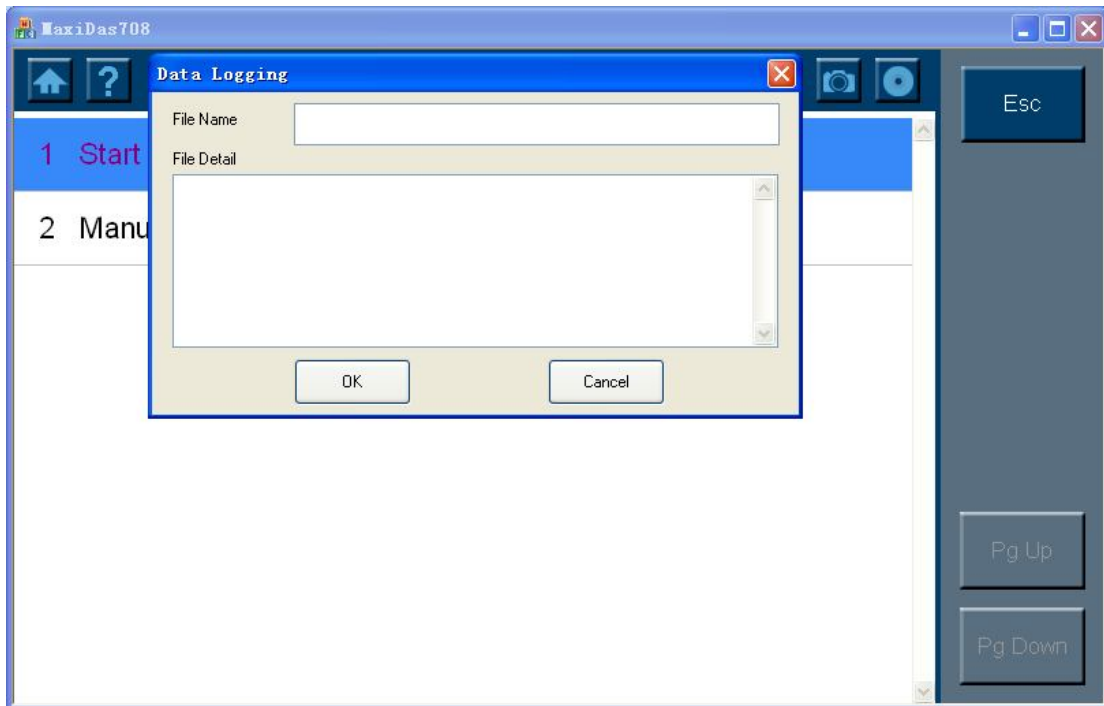 MaxiDas708
?
Data Logging
File Name
File Detail
OK
Cancel
1 Start
2 Manu
Esc
Pg Up
Pg Down